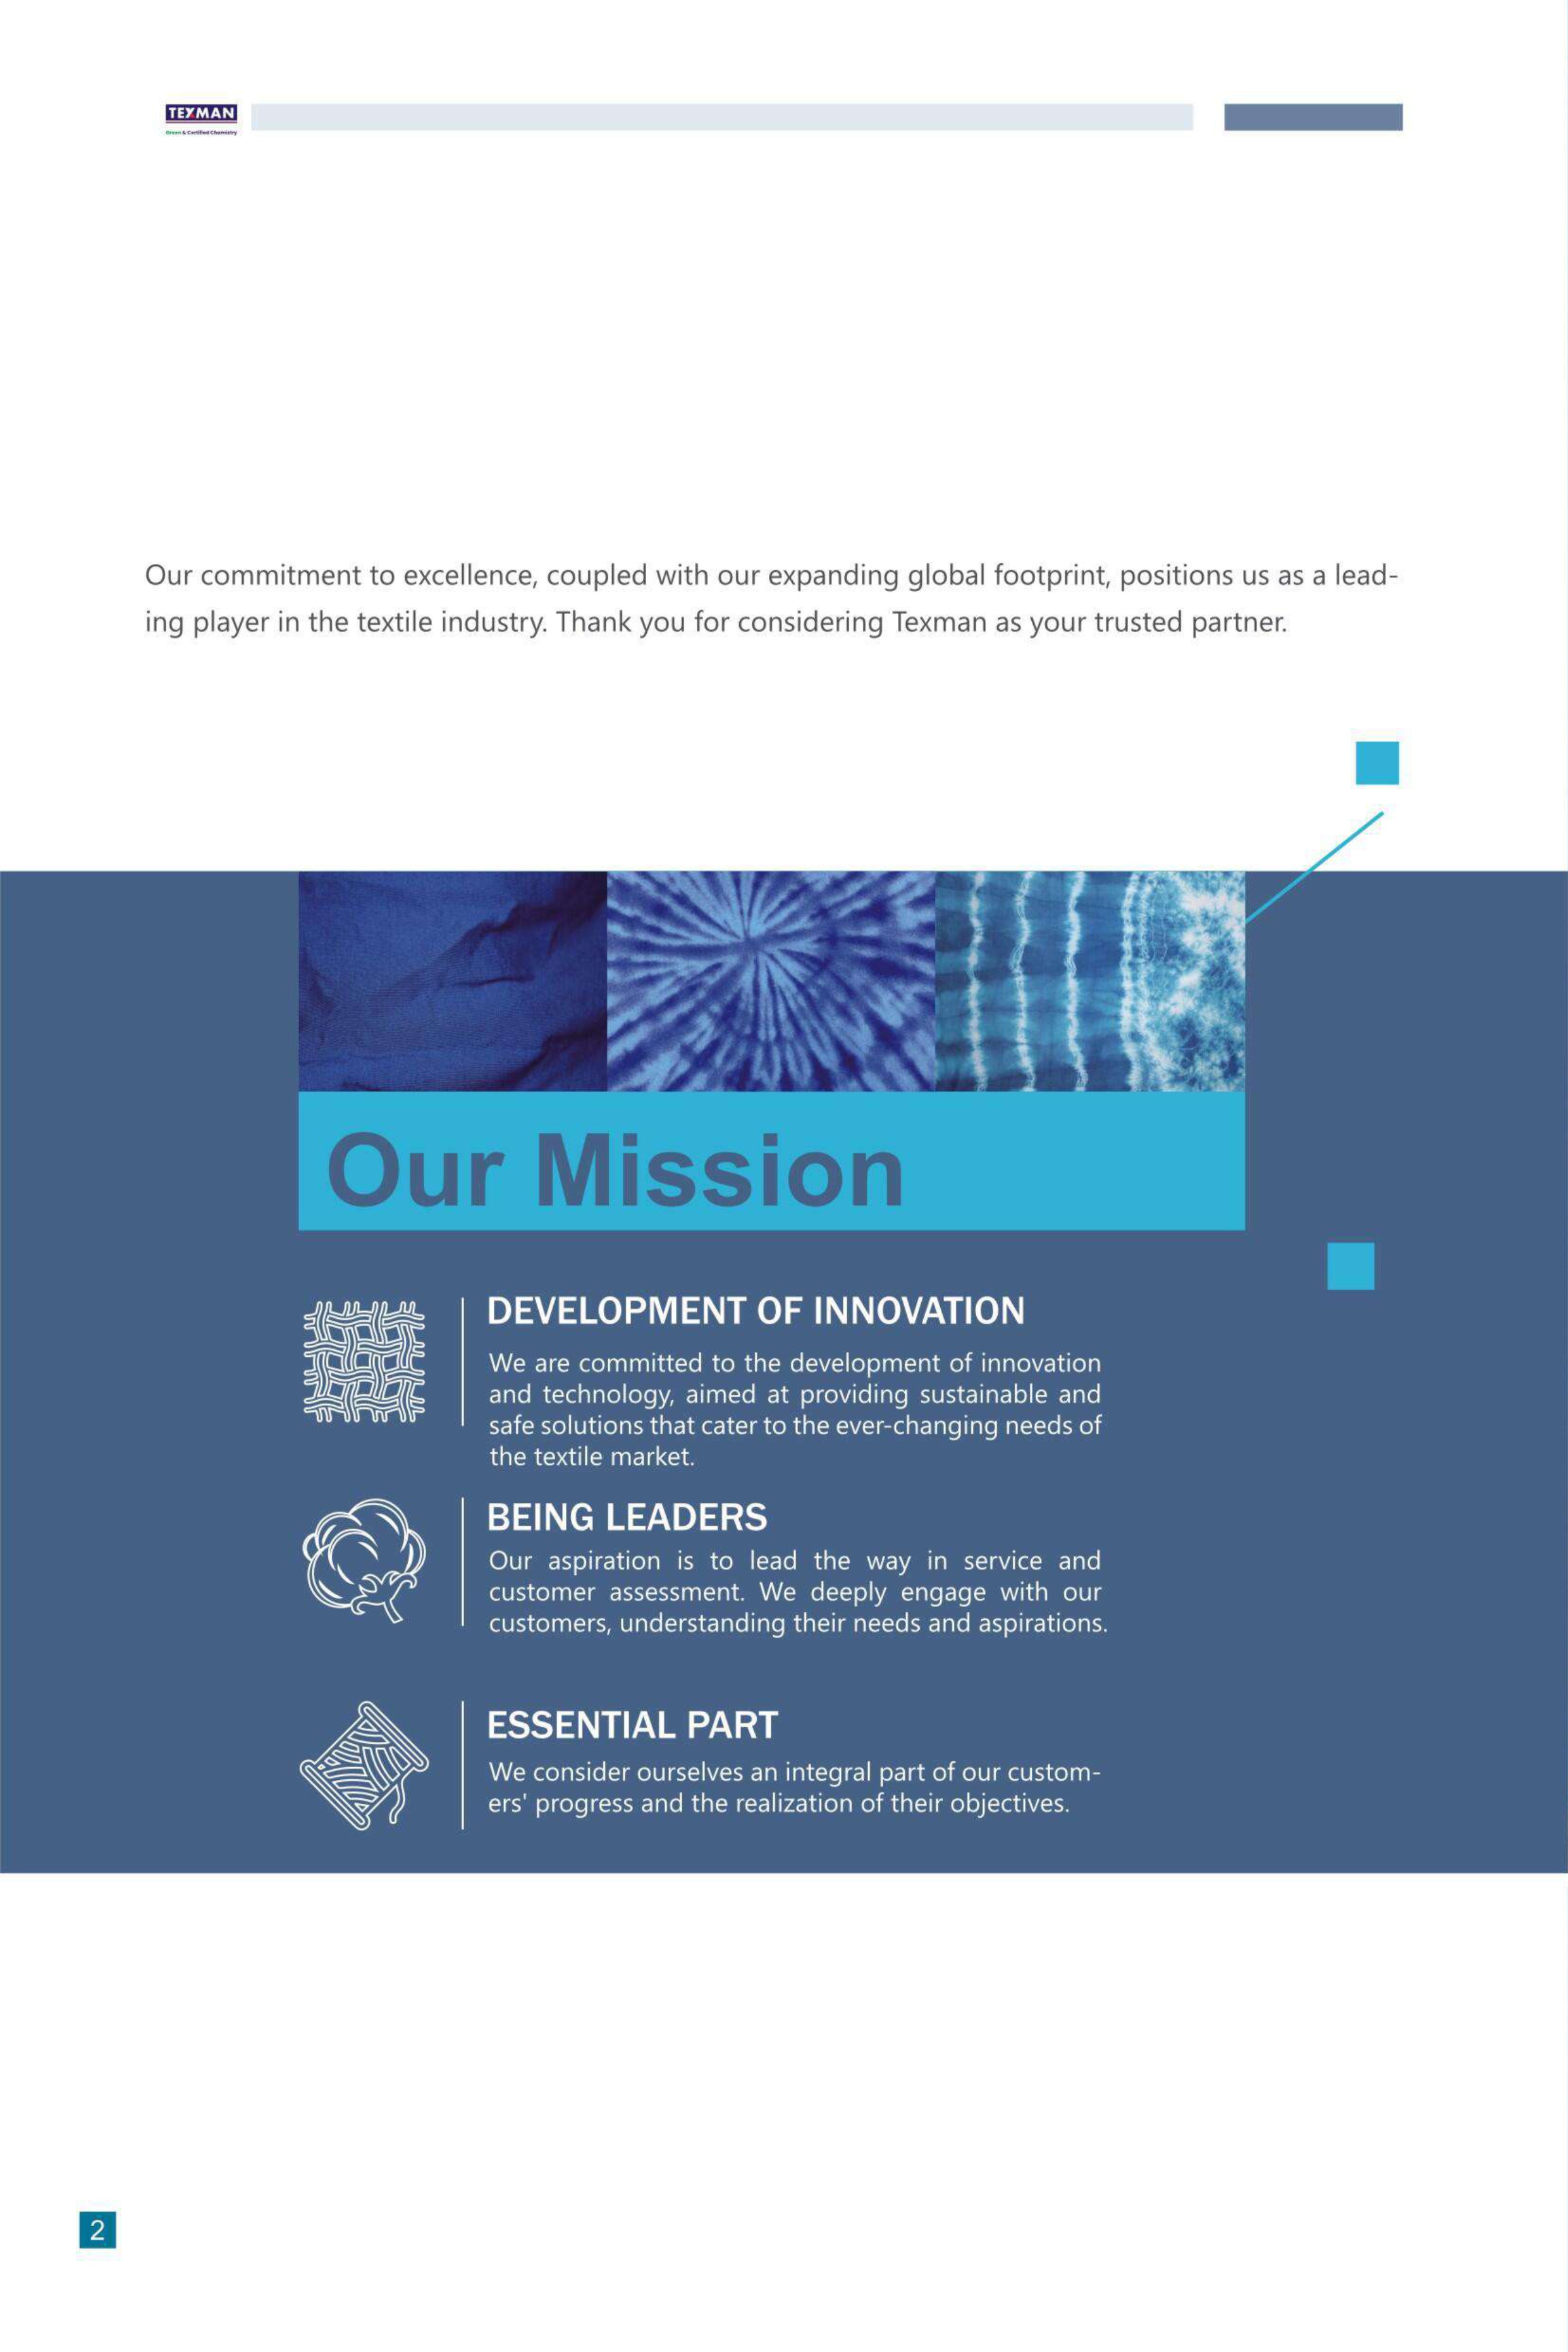 TEXMAN
Green & Certified Chemistry
Our commitment to excellence, coupled with our expanding global footprint, positions us as a lead-
ing player in the textile industry. Thank you for considering Texman as your trusted partner.
Our Mission
DEVELOPMENT OF INNOVATION
We are committed to the development of innovation
and technology, aimed at providing sustainable and
safe solutions that cater to the ever-changing needs of
the textile market.
BEING LEADERS
Our aspiration is to lead the way in service and
customer assessment. We deeply engage with our
customers, understanding their needs and aspirations.
ESSENTIAL PART
We consider ourselves an integral part of our custom-
ers' progress and the realization of their objectives.
2